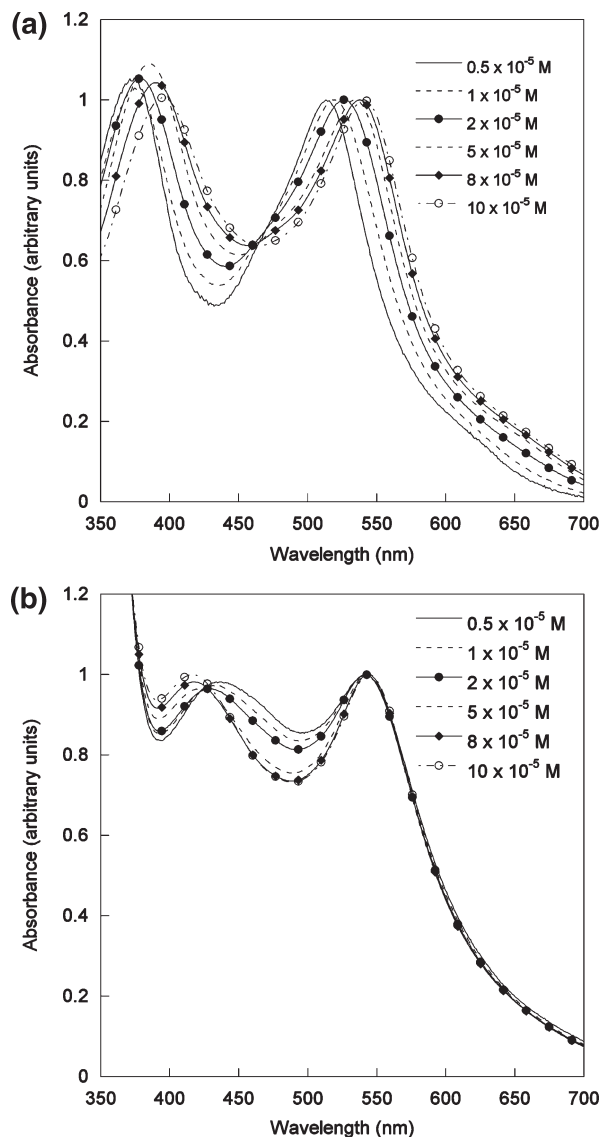 (a)
1.2
1
0.8
0.6
0.4
0.2
0
Absorbance (arbitrary units)
350 400 450 500 550 600 650 700
Wavelength (nm)
0.5 x 10⁻⁵ M
1 x 10⁻⁵ M
2 x 10⁻⁵ M
5 x 10⁻⁵ M
8 x 10⁻⁵ M
10 x 10⁻⁵ M
(b)
1.2
1
0.8
0.6
0.4
0.2
0
Absorbance (arbitrary units)
350 400 450 500 550 600 650 700
Wavelength (nm)
0.5 x 10⁻⁵ M
1 x 10⁻⁵ M
2 x 10⁻⁵ M
5 x 10⁻⁵ M
8 x 10⁻⁵ M
10 x 10⁻⁵ M